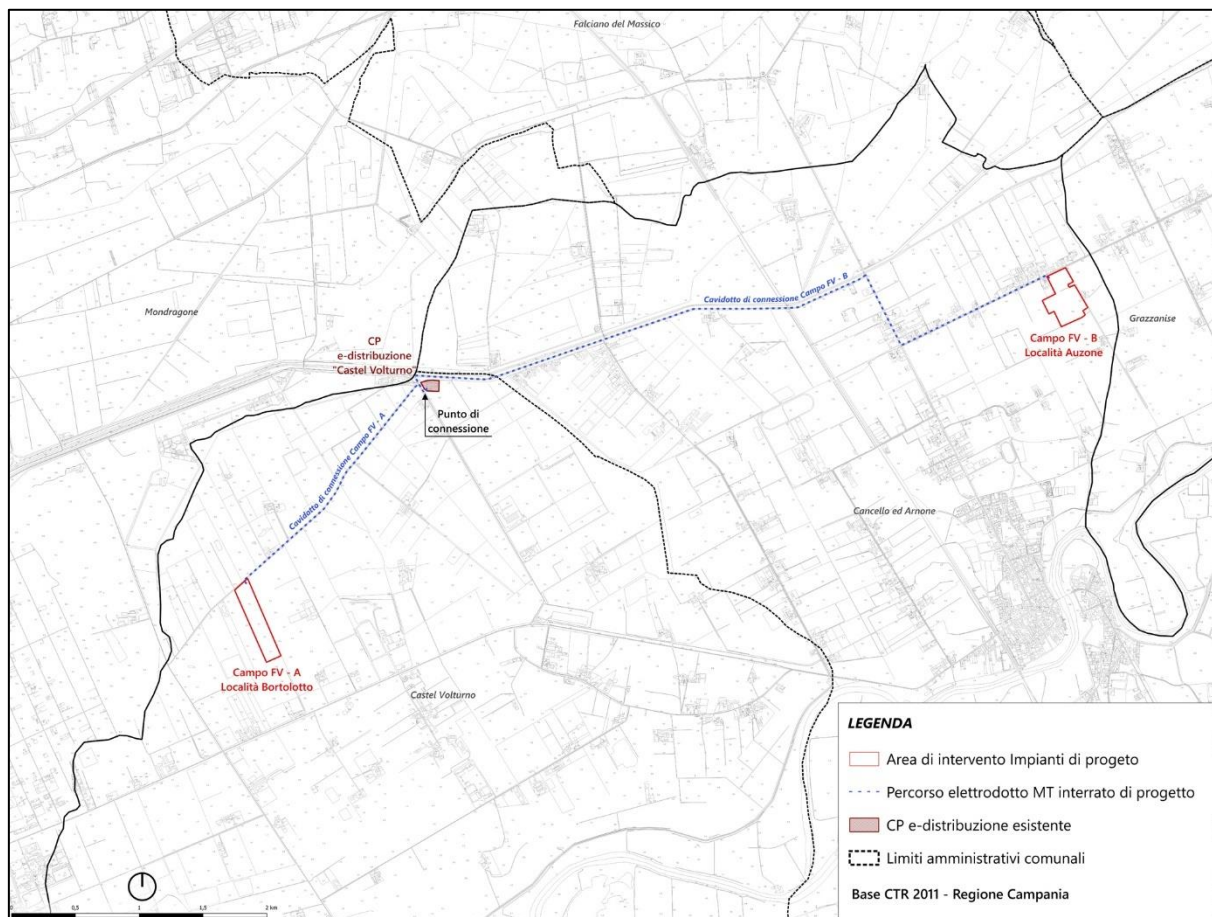 Falciano del Massico
Mondragone
Cavidotto di connessione Campo FV - B
Grazzanise
Campo FV - B
Località Auzone
CP
e-distribuzione
"Castel Volturno"
Punto di
connessione
Cavidotto di connessione Campo FV - A
Cancello ed Arnone
Campo FV - A
Località Bortolotto
Castel Volturno
LEGENDA
Area di intervento Impianti di progeto
Percorso elettrodotto MT interrato di progetto
CP e-distribuzione esistente
Limiti amministrativi comunali
Base CTR 2011 - Regione Campania
0 0,5 1 1,5 2 km